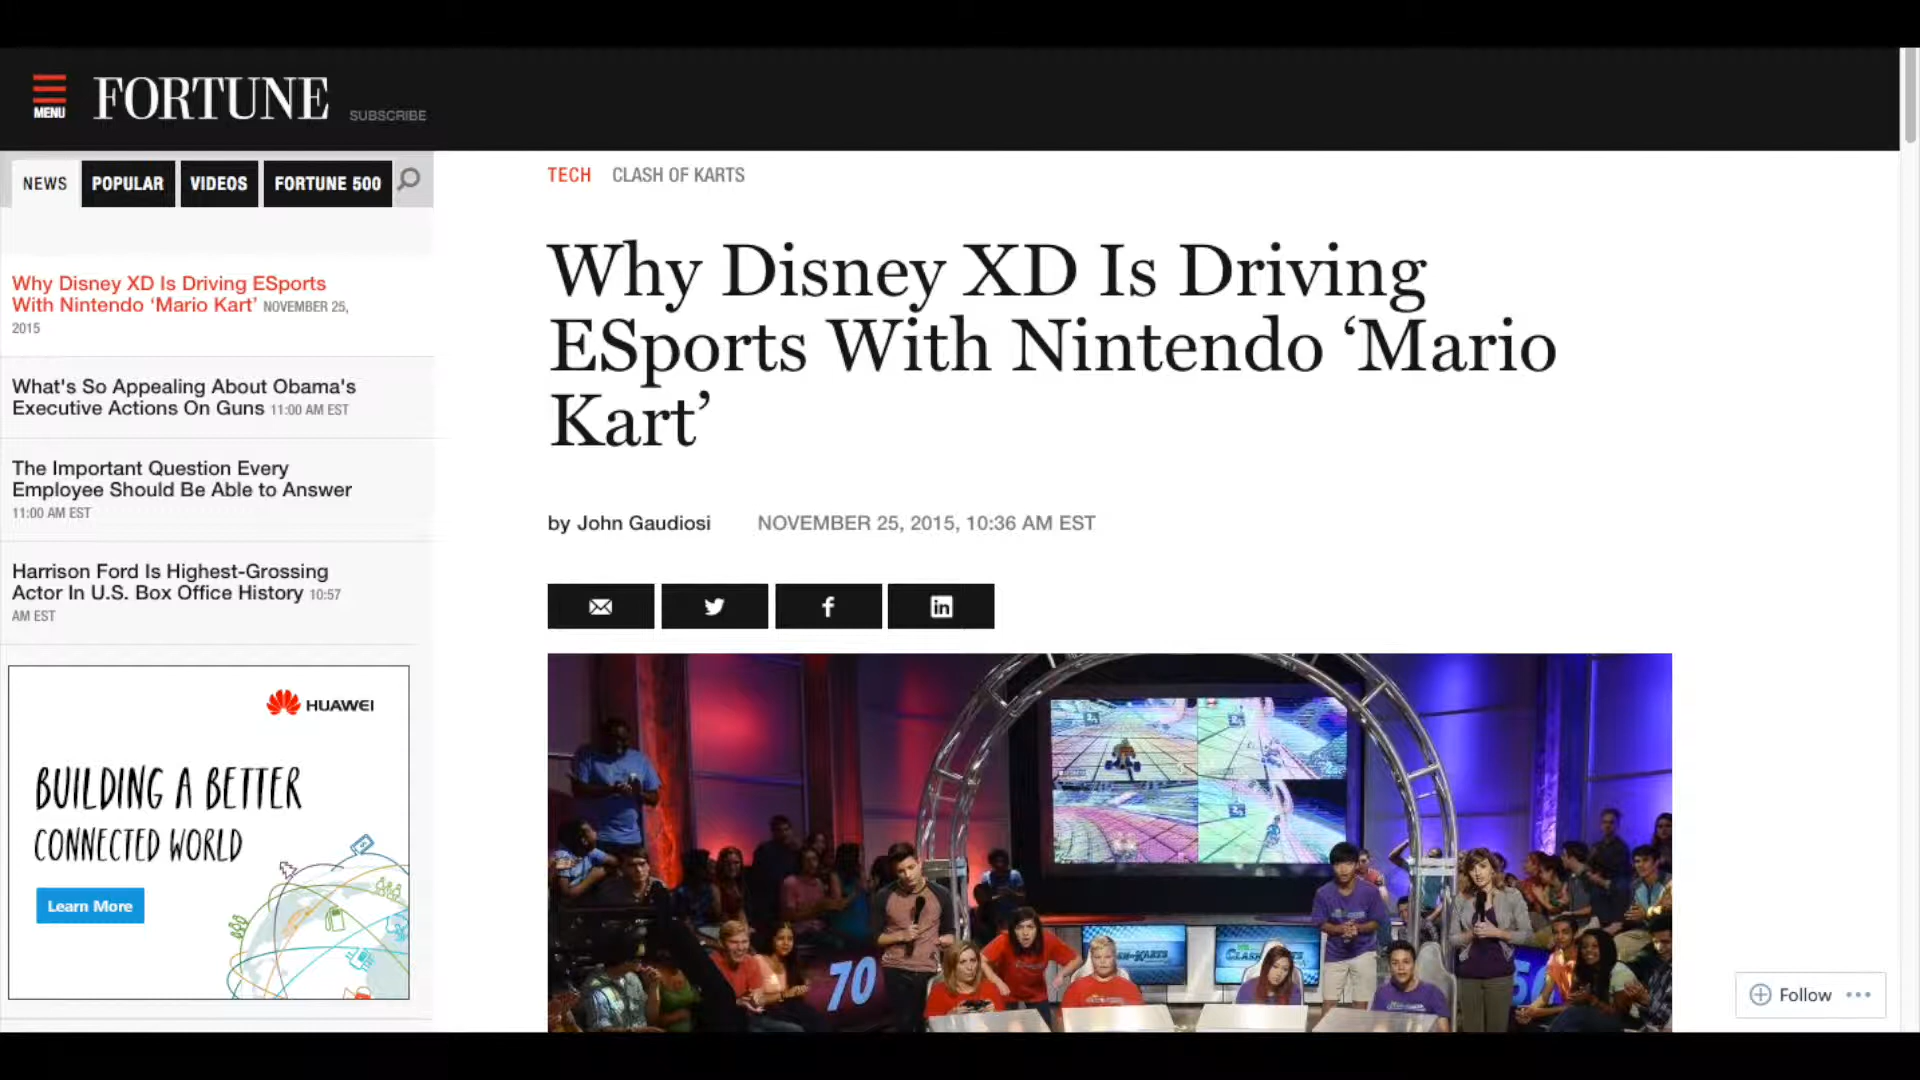 MENU
FORTUNE
SUBSCRIBE
NEWS
POPULAR
VIDEOS
FORTUNE 500
Why Disney XD Is Driving ESports
With Nintendo ‘Mario Kart’ NOVEMBER 25,
2015
What's So Appealing About Obama's
Executive Actions On Guns 11:00 AM EST
The Important Question Every
Employee Should Be Able to Answer
11:00 AM EST
Harrison Ford Is Highest-Grossing
Actor In U.S. Box Office History 10:57
AM EST
HUAWEI
BUILDING A BETTER
CONNECTED WORLD
Learn More
TECH CLASH OF KARTS
Why Disney XD Is Driving
ESports With Nintendo ‘Mario
Kart’
by John Gaudiosi NOVEMBER 25, 2015, 10:36 AM EST
70
Follow